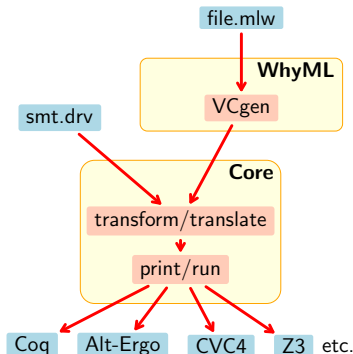 file.mlw
WhyML
VCgen
smt.drv
Core
transform/translate
print/run
Coq Alt-Ergo CVC4 Z3 etc.